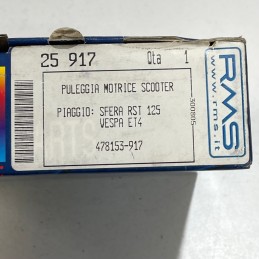 25 917 Qta 1
PULEGGIA MOTRICE SCOOTER
PIAGGIO: SFERA RST 125
VESPA ET4
478153-917
RMS
www.rms.it